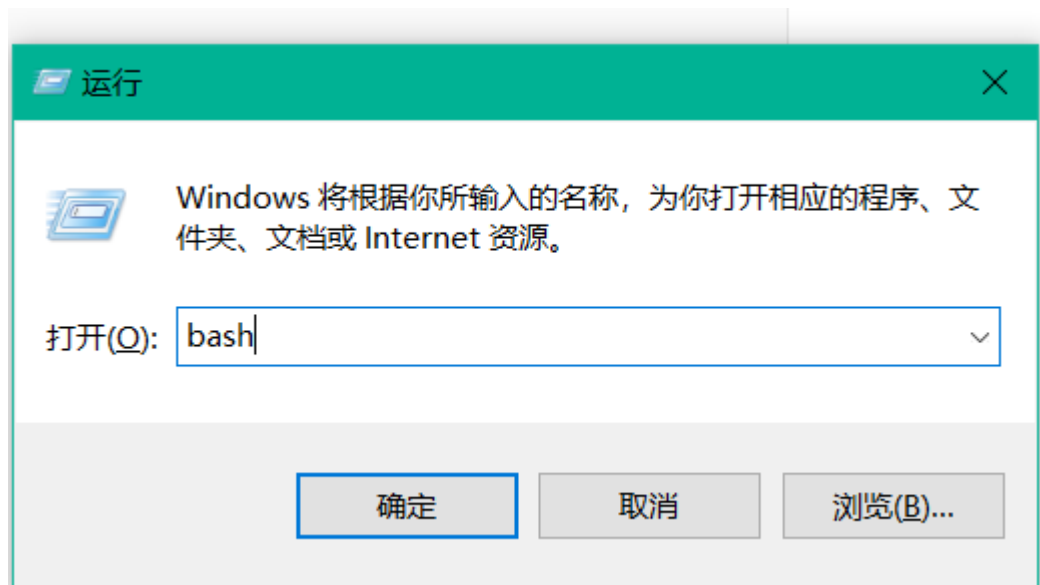 运行
Windows 将根据你所输入的名称，为你打开相应的程序、文
件夹、文档或 Internet 资源。
打开(O): bash
确定 取消 浏览(B)...